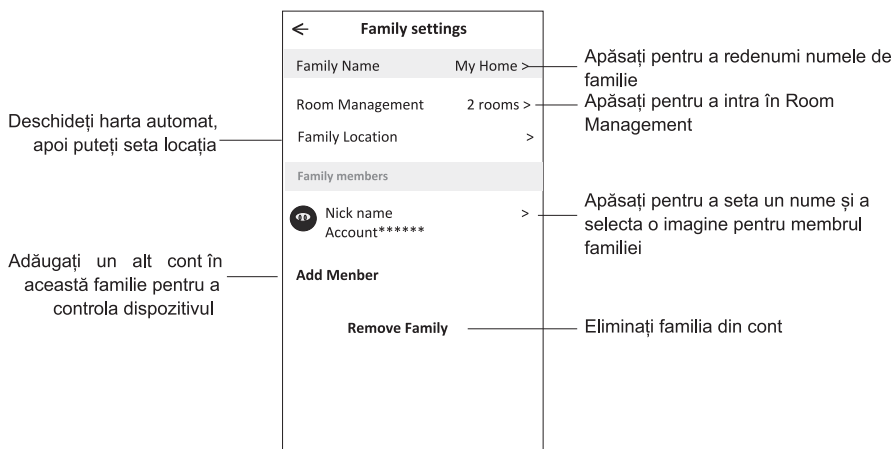 Family settings
Family Name My Home >
Apăsați pentru a redenumi numele de
familie
Room Management 2 rooms >
Apăsați pentru a intra în Room
Management
Deschideți harta automat,
apoi puteți seta locația
Family Location >
Family members
Nick name >
Account******
Apăsați pentru a seta un nume și a
selecta o imagine pentru membrul
familiei
Adăugați un alt cont în
această familie pentru a
controla dispozitivul
Add Menber
Remove Family
Eliminați familia din cont